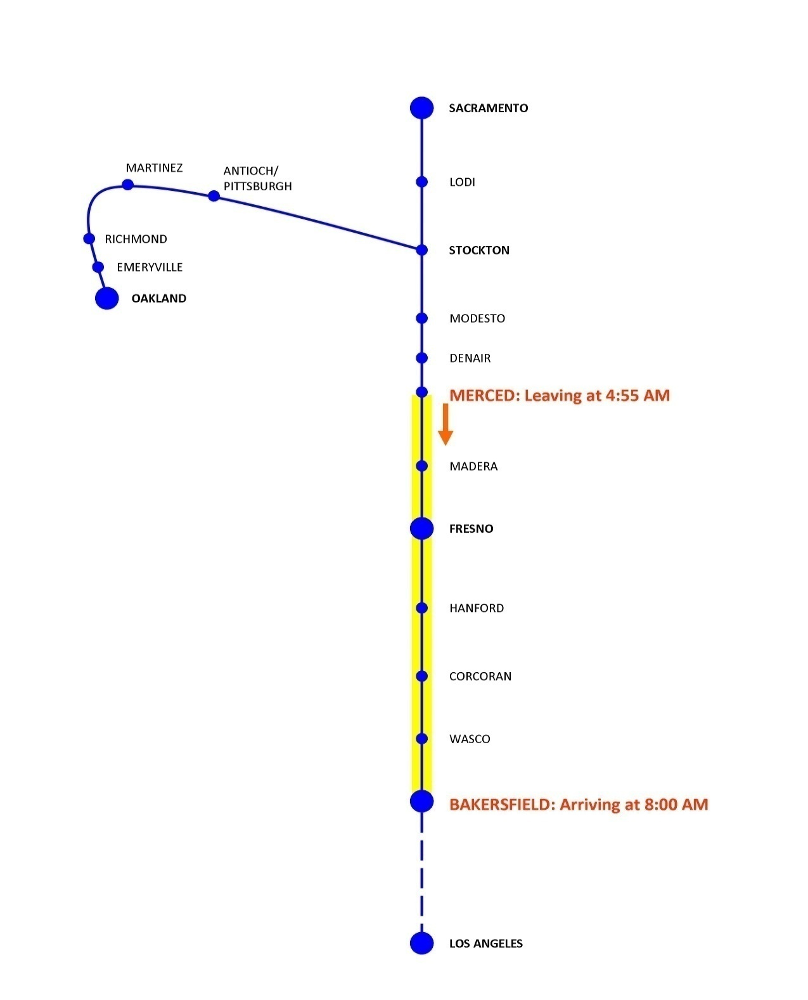 SACRAMENTO
MARTINEZ
ANTIOCH/
PITTSBURGH
LODI
RICHMOND
STOCKTON
EMERYVILLE
OAKLAND
MODESTO
DENAIR
MERCED: Leaving at 4:55 AM
MADERA
FRESNO
HANFORD
CORCORAN
WASCO
BAKERSFIELD: Arriving at 8:00 AM
LOS ANGELES